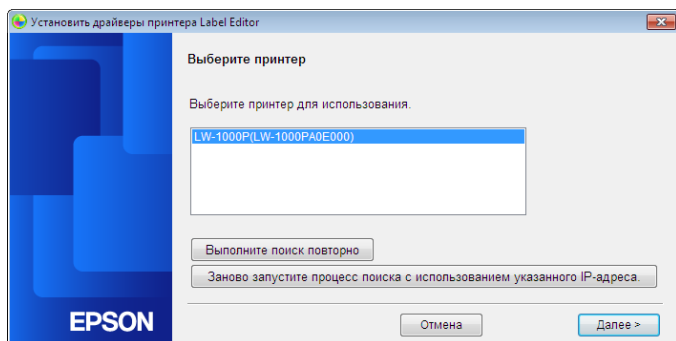 Установить драйверы принтера Label Editor
Выберите принтер
Выберите принтер для использования.
LW-1000P(LW-1000PA0E000)
Выполните поиск повторно
Заново запустите процесс поиска с использованием указанного IP-адреса.
EPSON
Отмена
Далее >